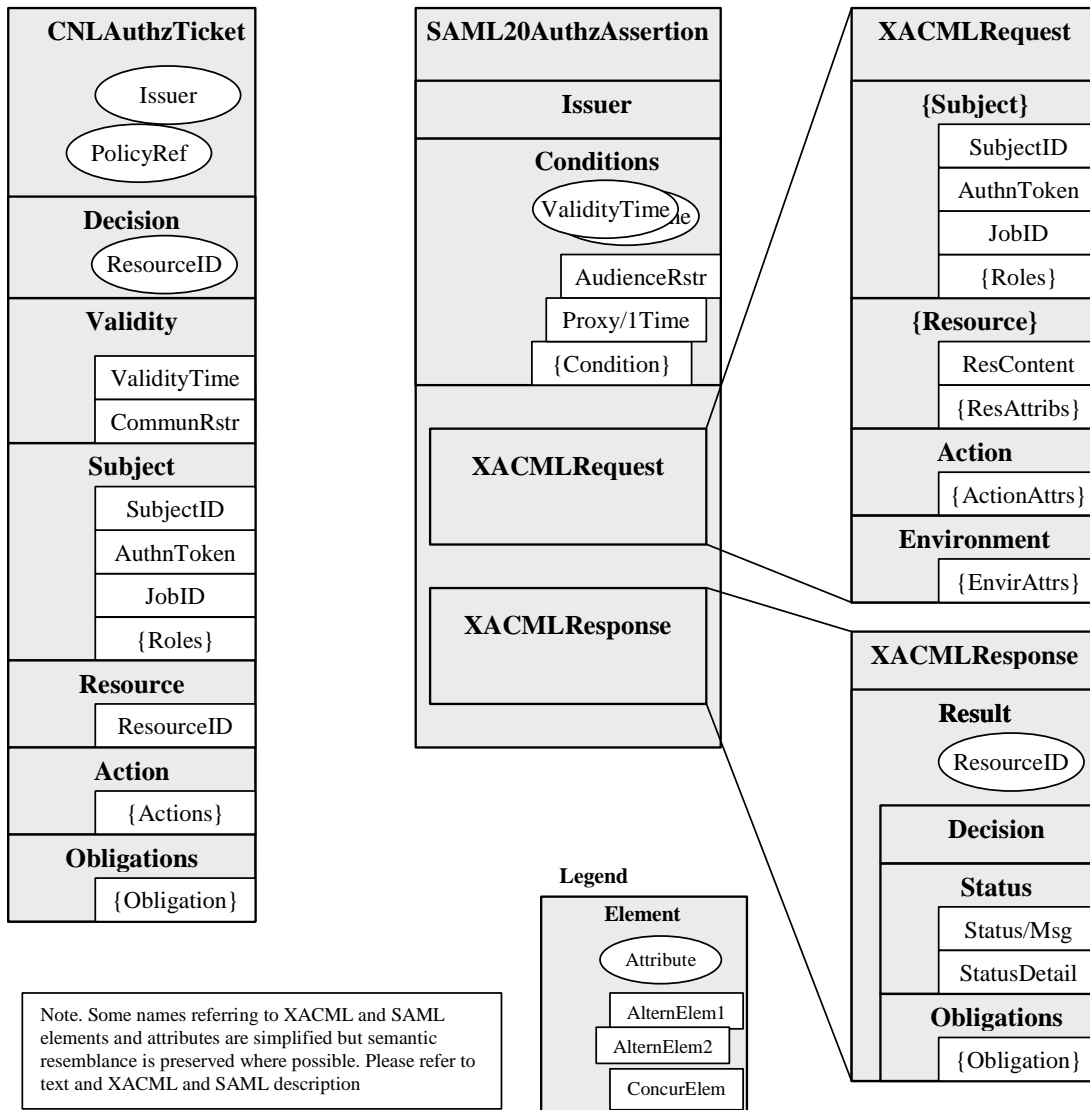 CNLAuthzTicket
Issuer
PolicyRef
Decision
ResourceID
Validity
ValidityTime
CommunRstr
Subject
SubjectID
AuthnToken
JobID
{Roles}
Resource
ResourceID
Action
{Actions}
Obligations
{Obligation}
SAML20AuthzAssertion
Issuer
Conditions
ValidityTime
AudienceRstr
Proxy/1Time
{Condition}
XACMLRequest
XACMLResponse
XACMLRequest
{Subject}
SubjectID
AuthnToken
JobID
{Roles}
{Resource}
ResContent
{ResAttribs}
Action
{ActionAttrs}
Environment
{EnvirAttrs}
XACMLResponse
Result
ResourceID
Decision
Status
Status/Msg
StatusDetail
Obligations
{Obligation}
Legend
Element
Attribute
AlternElem1
AlternElem2
ConcurElem
Note. Some names referring to XACML and SAML
elements and attributes are simplified but semantic
resemblance is preserved where possible. Please refer to
text and XACML and SAML description